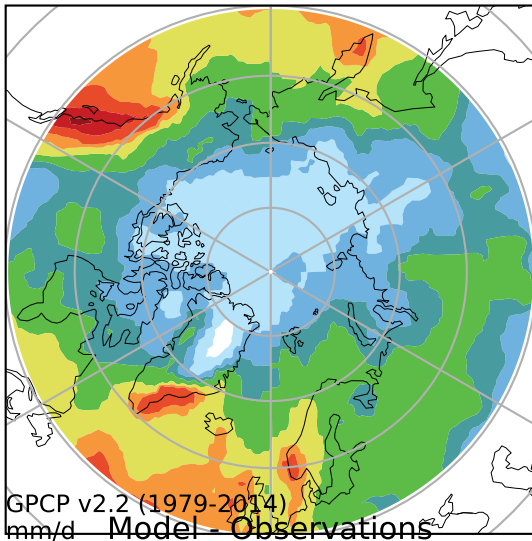 GPCP v2.2 (1979-2014)
mm/d Model - Observations